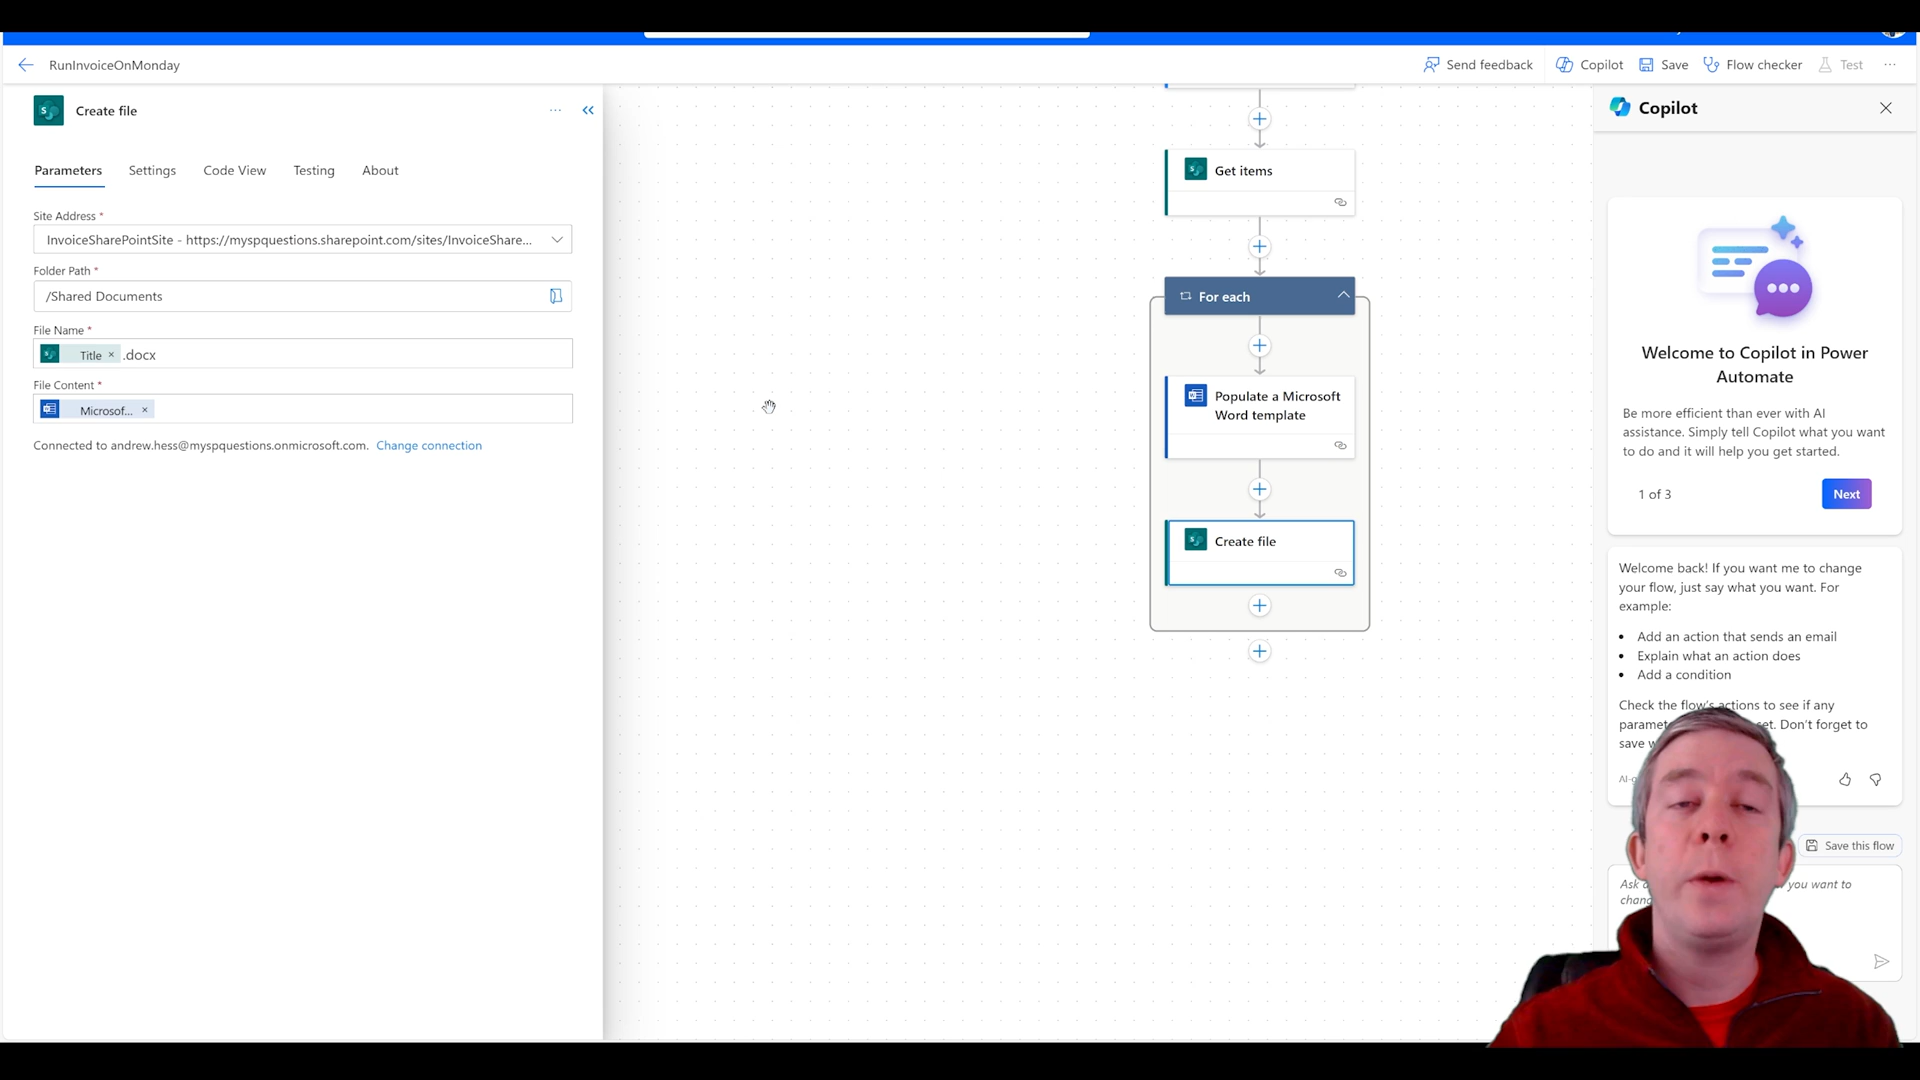 RunInvoiceOnMonday
Send feedback
Copilot
Save
Flow checker
Test
Create file
Parameters
Settings
Code View
Testing
About
Site Address *
InvoiceSharePointSite - https://myspquestions.sharepoint.com/sites/InvoiceShare...
Folder Path *
/Shared Documents
File Name *
Title × .docx
File Content *
Microsof... ×
Connected to andrew.hess@myspquestions.onmicrosoft.com. Change connection
Get items
For each
Populate a Microsoft
Word template
Create file
Copilot
Welcome to Copilot in Power
Automate
Be more efficient than ever with AI
assistance. Simply tell Copilot what you want
to do and it will help you get started.
1 of 3
Next
Welcome back! If you want me to change
your flow, just say what you want. For
example:
• Add an action that sends an email
• Explain what an action does
• Add a condition
Check the flow's actions to see if any
set. Don't forget to
save
Save this flow
Ask
you want to